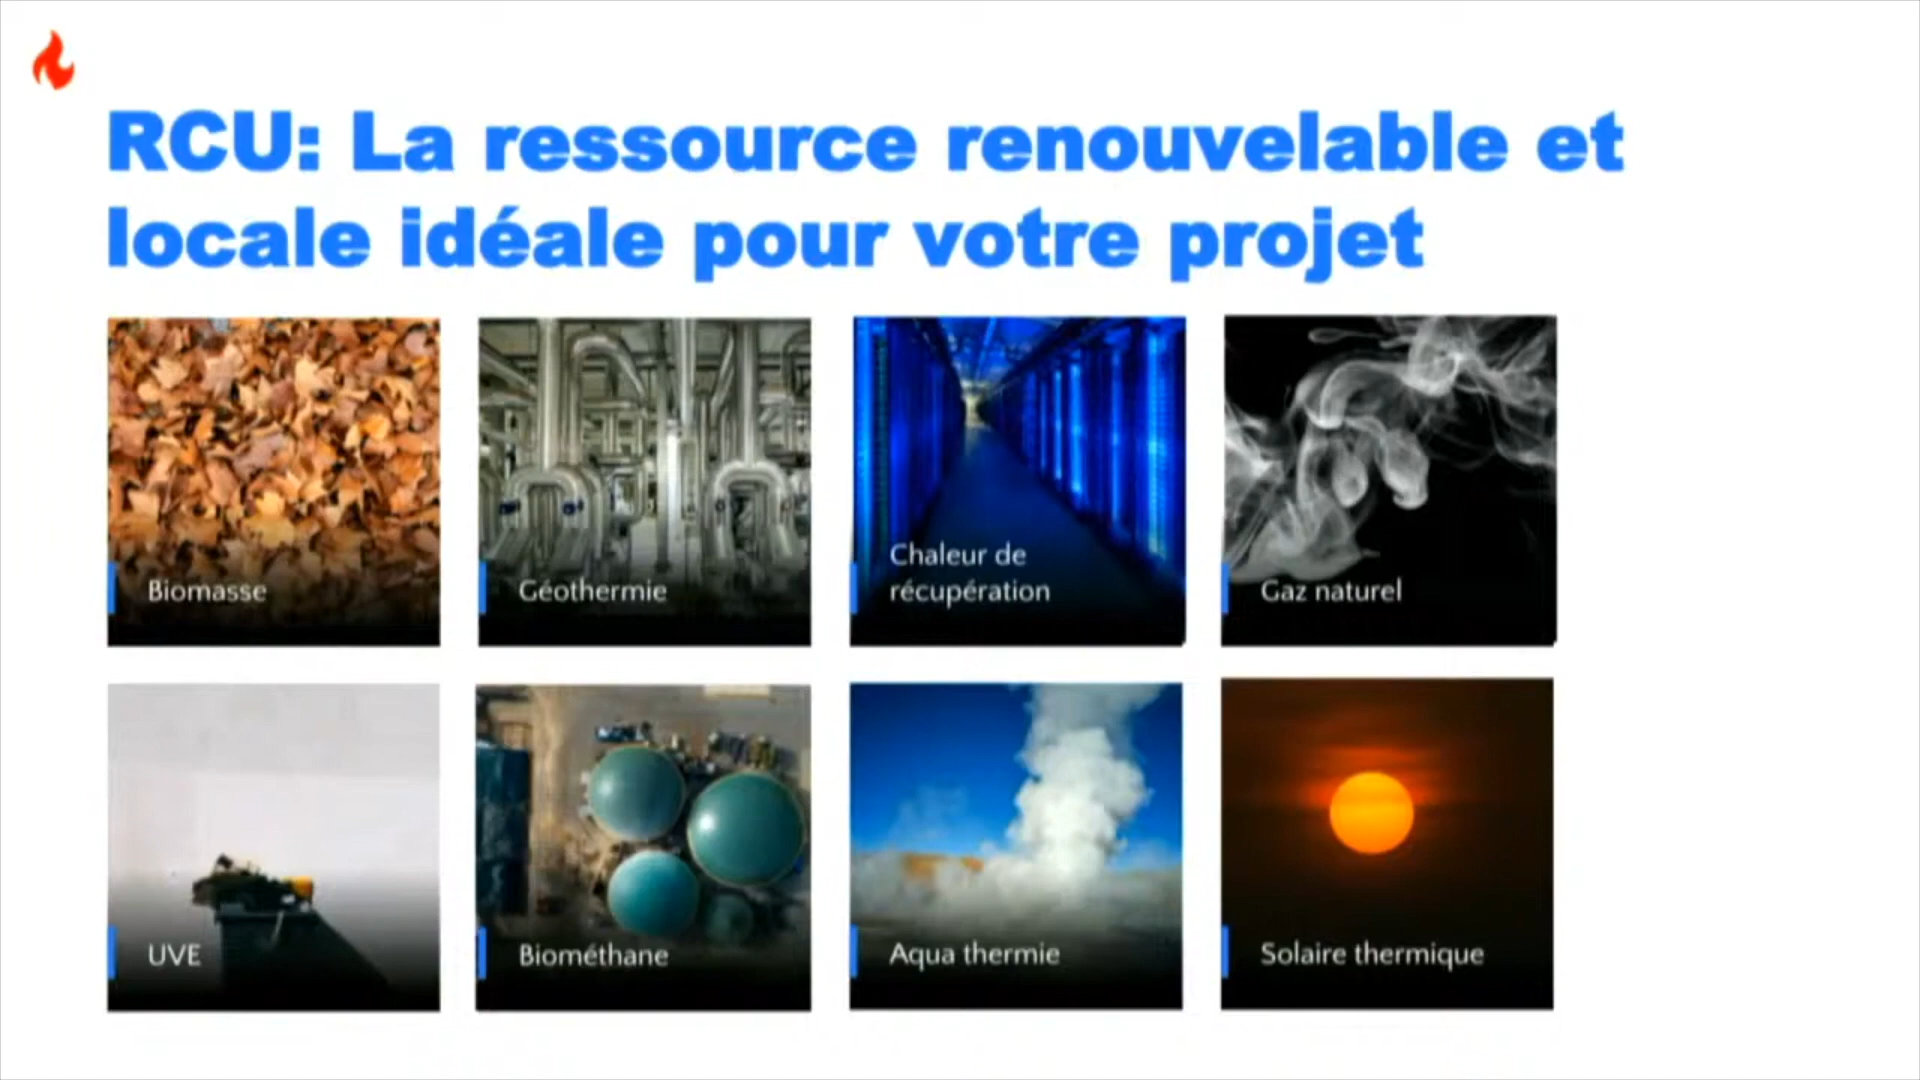 RCU: La ressource renouvelable et
locale idéale pour votre projet
Biomasse
Géothermie
Chaleur de
récupération
Gaz naturel
UVE
Biométhane
Aqua thermie
Solaire thermique